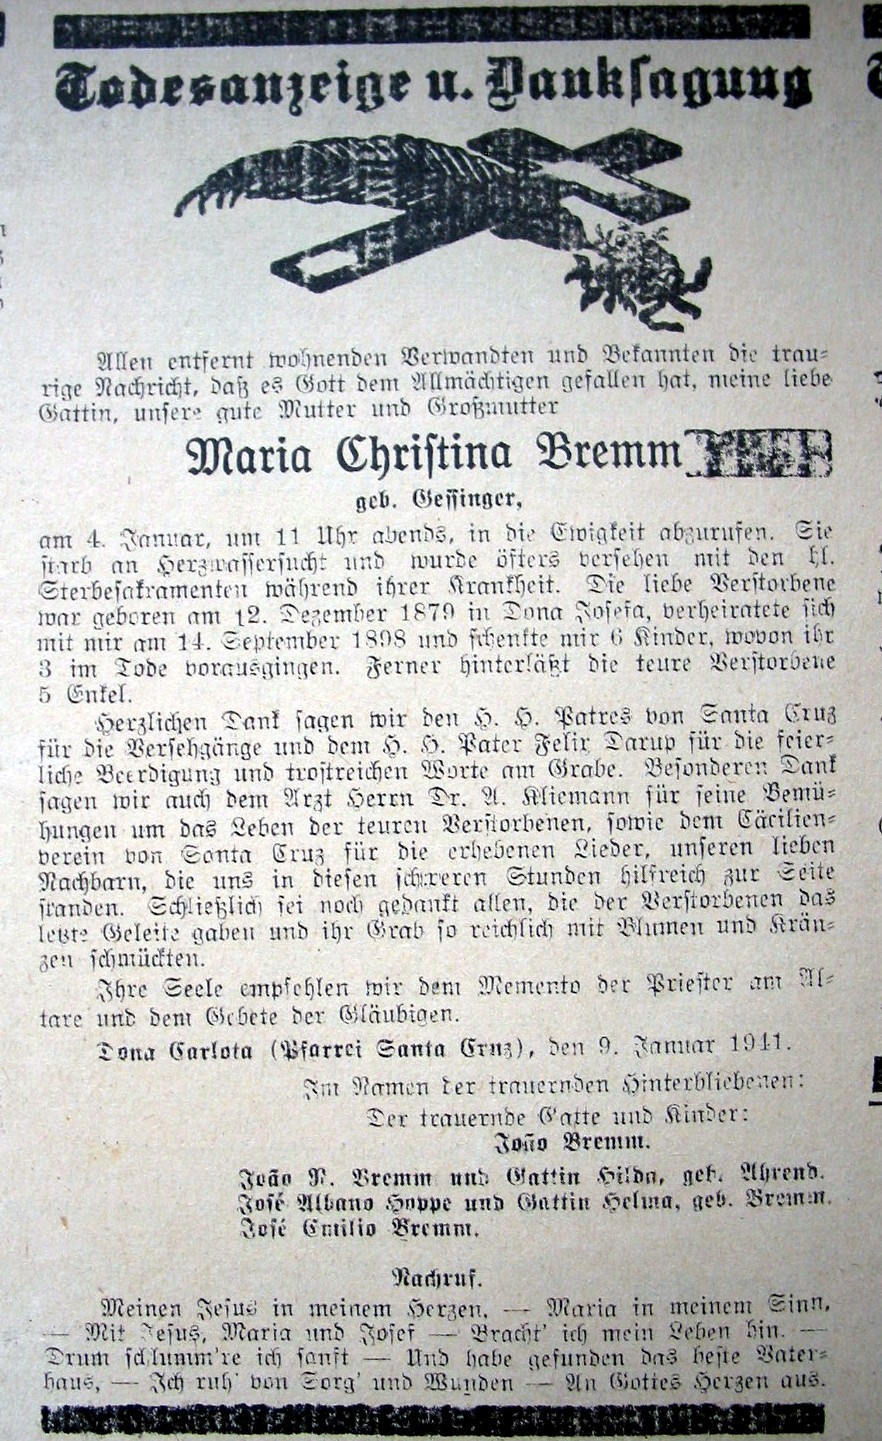 Todesanzeige u. Danksagung
Allen entfernt wohnenden Verwandten und Bekannten die trau-
rige Nachricht, daß es Gott dem Allmächtigen gefallen hat, meine liebe
Gattin, unsere gute Mutter und Großmutter
Maria Christina Bremm
geb. Gessinger,
am 4. Januar, um 11 Uhr abends, in die Ewigkeit abzurufen. Sie
starb an Herzwassersucht und wurde öfters versehen mit den hl.
Sterbesakramenten während ihrer Krankheit. Die liebe Verstorbene
war geboren am 12. Dezember 1879 in Dona Josefa, verheiratete sich
mit mir am 14. September 1898 und schenkte mir 6 Kinder, wovon ihr
3 im Tode vorausgingen. Ferner hinterläßt die teure Verstorbene
5 Enkel.
Herzlichen Dank sagen wir den H. H. Patres von Santa Cruz
für die Versehgänge und dem H. H. Pater Felix Darup für die feier-
liche Beerdigung und trostreichen Worte am Grabe. Besonderen Dank
sagen wir auch dem Arzt Herrn Dr. A. Kliemann für seine Bemü-
hungen um das Leben der teuren Verstorbenen, sowie dem Cäcilien-
verein von Santa Cruz für die erhebenen Lieder, unseren lieben
Nachbarn, die uns in diesen schweren Stunden hilfreich zur Seite
standen. Schließlich sei noch gedankt allen, die der Verstorbenen das
letzte Geleite gaben und ihr Grab so reichlich mit Blumen und Krän-
zen schmückten.
Ihre Seele empfehlen wir dem Memento der Priester am Al-
tare und dem Gebete der Gläubigen.
Dona Carlota (Pfarrei Santa Cruz), den 9. Januar 1941.
Im Namen der trauernden Hinterbliebenen:
Der trauernde Gatte und Kinder:
João Bremm.
João N. Bremm und Gattin Hilda, geb. Ahrend.
José Albano Hoppe und Gattin Helma, geb. Bremm.
José Emilio Bremm.
Nachruf.
Meinen Jesus in meinem Herzen, — Maria in meinem Sinn,
— Mit Jesus, Maria und Josef — Bracht' ich mein Leben hin. —
Drum schlumm're ich sanft — Und habe gefunden das beste Vater-
haus, — Ich ruh' von Sorg' und Wunden — An Gottes Herzen aus.